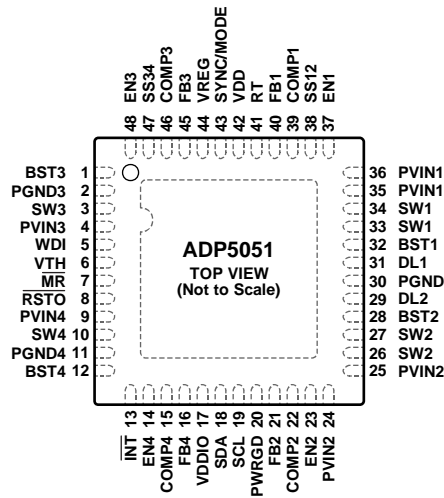 48 EN3
47 SS34
46 COMP3
45 FB3
44 VREG
43 SYNC/MODE
42 VDD
41 RT
40 FB1
39 COMP1
38 SS12
37 EN1
BST3 1
PGND3 2
SW3 3
PVIN3 4
WDI 5
VTH 6
MR 7
RSTO 8
PVIN4 9
SW4 10
PGND4 11
BST4 12
ADP5051
TOP VIEW
(Not to Scale)
36 PVIN1
35 PVIN1
34 SW1
33 SW1
32 BST1
31 DL1
30 PGND
29 DL2
28 BST2
27 SW2
26 SW2
25 PVIN2
INT 13
EN4 14
COMP4 15
FB4 16
VDDIO 17
SDA 18
SCL 19
PWRGD 20
FB2 21
COMP2 22
EN2 23
PVIN2 24